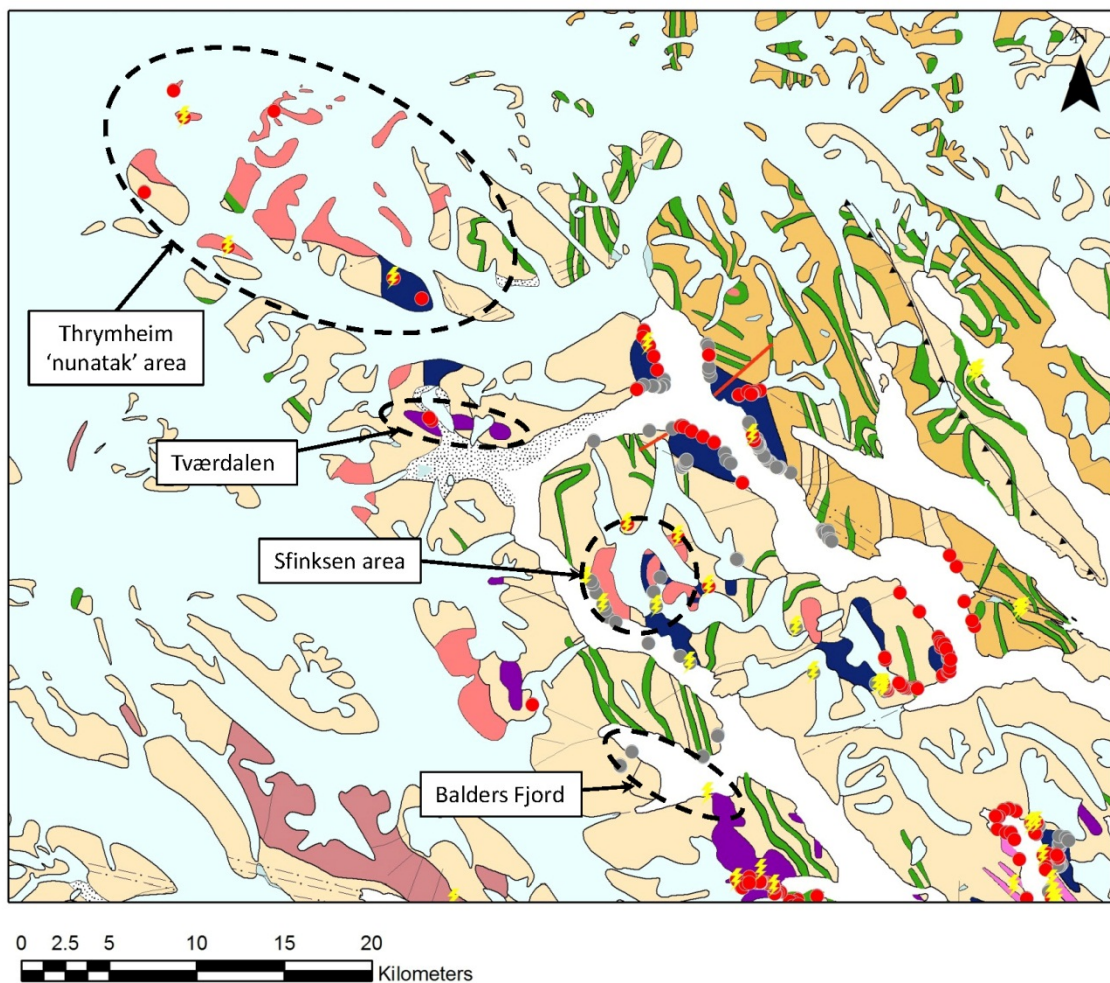 Thrymheim
‘nunatak’ area
Tværdalen
Sfinksen area
Balders Fjord
0 2.5 5 10 15 20
Kilometers